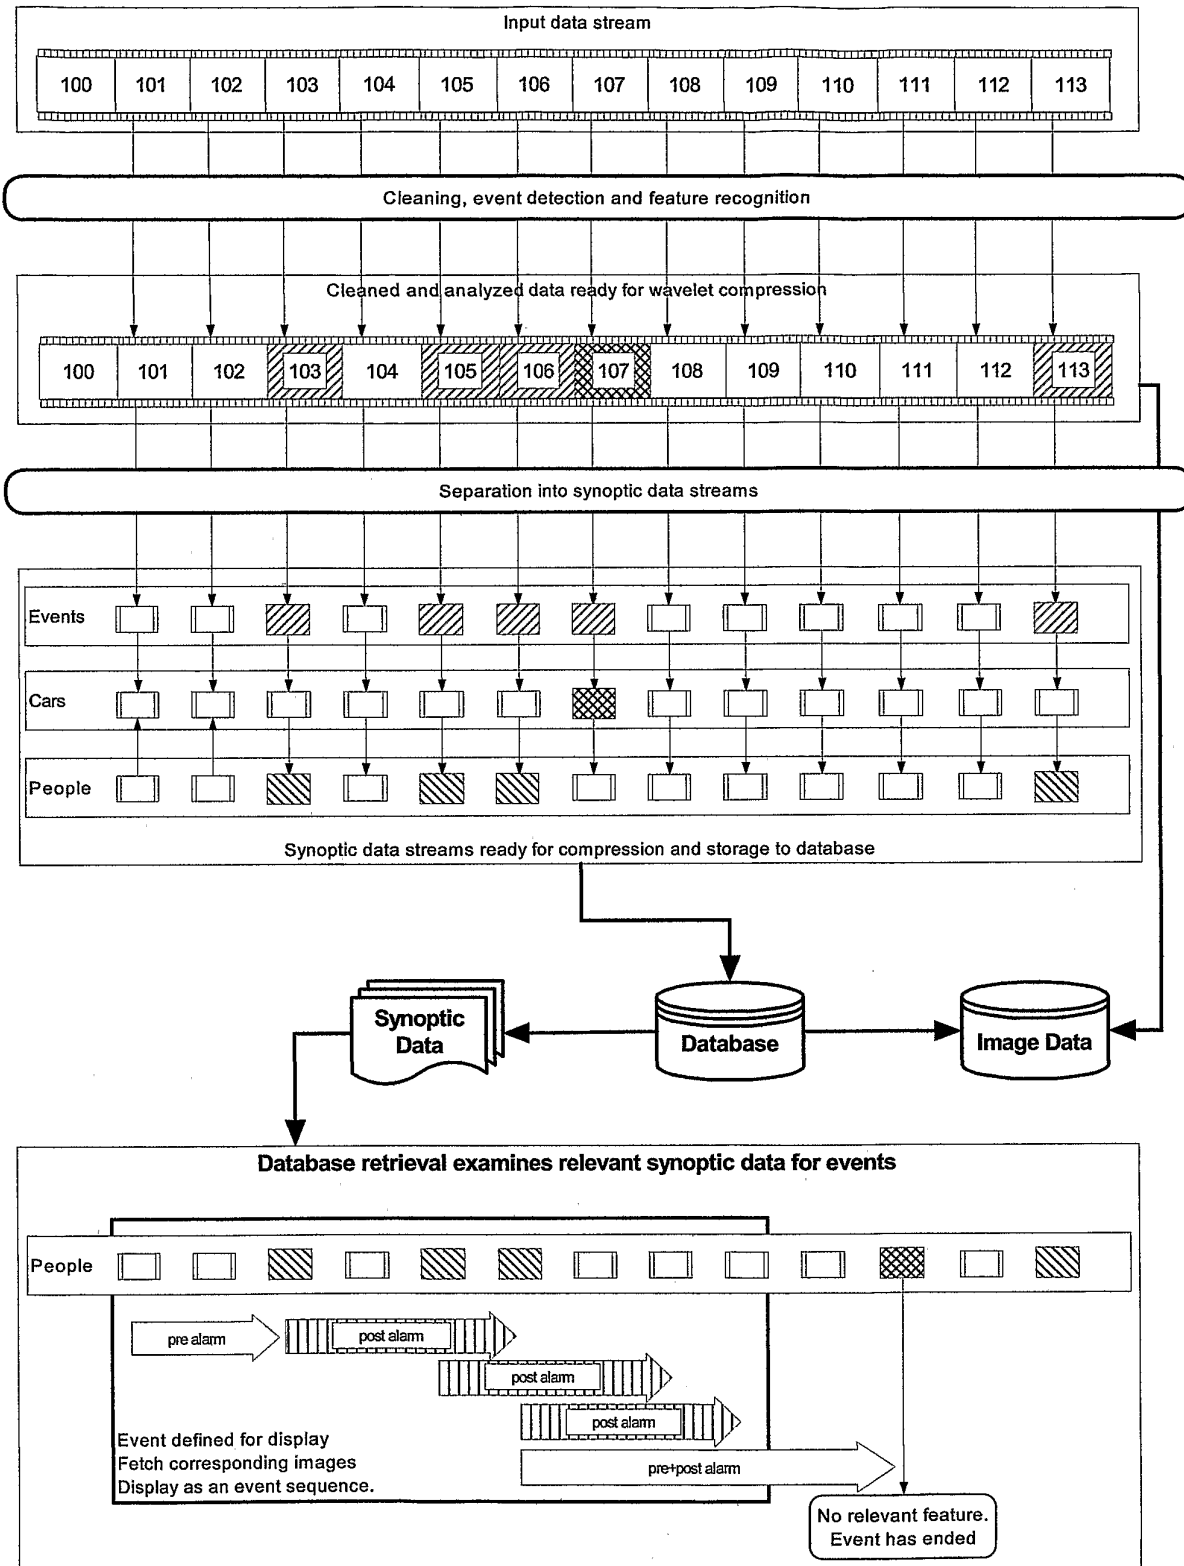 Input data stream
100 101 102 103 104 105 106 107 108 109 110 111 112 113
Cleaning, event detection and feature recognition
Cleaned and analyzed data ready for wavelet compression
100 101 102 103 104 105 106 107 108 109 110 111 112 113
Separation into synoptic data streams
Events
Cars
People
Synoptic data streams ready for compression and storage to database
Synoptic
Data
Database
Image Data
Database retrieval examines relevant synoptic data for events
People
pre alarm
post alarm
post alarm
post alarm
pre+post alarm
Event defined for display
Fetch corresponding images
Display as an event sequence.
No relevant feature.
Event has ended